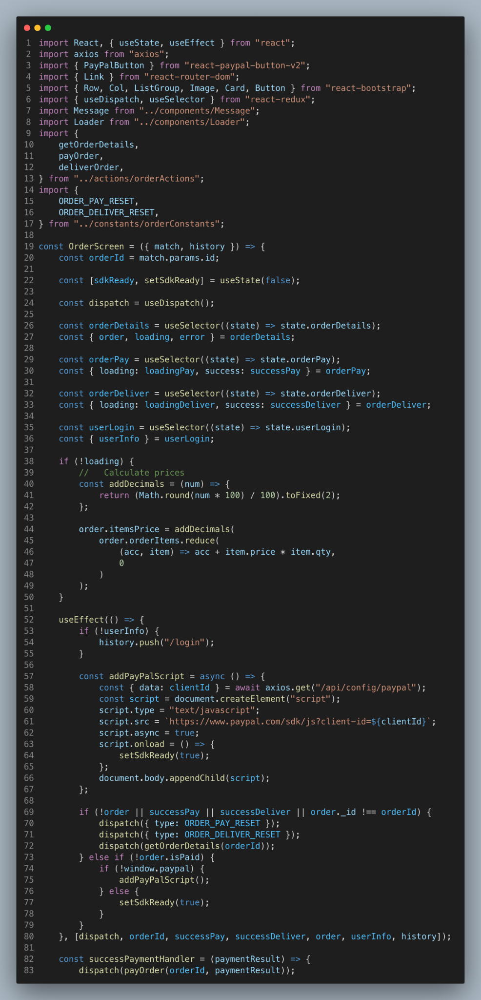 1 import React, { useState, useEffect } from "react";
2 import axios from "axios";
3 import { PayPalButton } from "react-paypal-button-v2";
4 import { Link } from "react-router-dom";
5 import { Row, Col, ListGroup, Image, Card, Button } from "react-bootstrap";
6 import { useDispatch, useSelector } from "react-redux";
7 import Message from "../components/Message";
8 import Loader from "../components/Loader";
9 import {
10     getOrderDetails,
11     payOrder,
12     deliverOrder,
13 } from "../actions/orderActions";
14 import {
15     ORDER_PAY_RESET,
16     ORDER_DELIVER_RESET,
17 } from "../constants/orderConstants";
18
19 const OrderScreen = ({ match, history }) => {
20     const orderId = match.params.id;
21
22     const [sdkReady, setSdkReady] = useState(false);
23
24     const dispatch = useDispatch();
25
26     const orderDetails = useSelector((state) => state.orderDetails);
27     const { order, loading, error } = orderDetails;
28
29     const orderPay = useSelector((state) => state.orderPay);
30     const { loading: loadingPay, success: successPay } = orderPay;
31
32     const orderDeliver = useSelector((state) => state.orderDeliver);
33     const { loading: loadingDeliver, success: successDeliver } = orderDeliver;
34
35     const userLogin = useSelector((state) => state.userLogin);
36     const { userInfo } = userLogin;
37
38     if (!loading) {
39         //   Calculate prices
40         const addDecimals = (num) => {
41             return (Math.round(num * 100) / 100).toFixed(2);
42         };
43
44         order.itemsPrice = addDecimals(
45             order.orderItems.reduce(
46                 (acc, item) => acc + item.price * item.qty,
47                 0
48             )
49         );
50     }
51
52     useEffect(() => {
53         if (!userInfo) {
54             history.push("/login");
55         }
56
57         const addPayPalScript = async () => {
58             const { data: clientId } = await axios.get("/api/config/paypal");
59             const script = document.createElement("script");
60             script.type = "text/javascript";
61             script.src = `https://www.paypal.com/sdk/js?client-id=${clientId}`;
62             script.async = true;
63             script.onload = () => {
64                 setSdkReady(true);
65             };
66             document.body.appendChild(script);
67         };
68
69         if (!order || successPay || successDeliver || order._id !== orderId) {
70             dispatch({ type: ORDER_PAY_RESET });
71             dispatch({ type: ORDER_DELIVER_RESET });
72             dispatch(getOrderDetails(orderId));
73         } else if (!order.isPaid) {
74             if (!window.paypal) {
75                 addPayPalScript();
76             } else {
77                 setSdkReady(true);
78             }
79         }
80     }, [dispatch, orderId, successPay, successDeliver, order, userInfo, history]);
81
82     const successPaymentHandler = (paymentResult) => {
83         dispatch(payOrder(orderId, paymentResult));